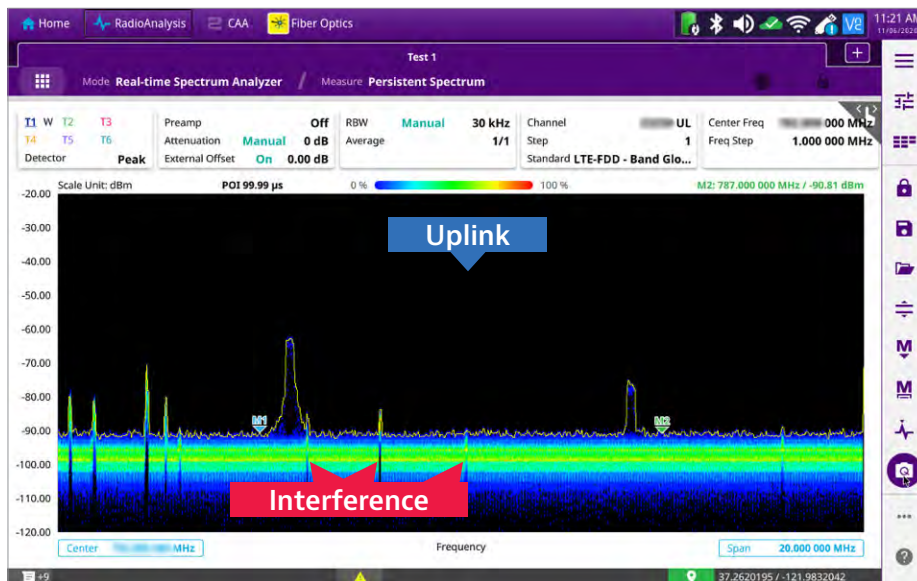 Home RadioAnalysis CAA Fiber Optics VE 11:21 AM
Test 1 +
Mode Real-time Spectrum Analyzer / Measure Persistent Spectrum
T1 W T2 T3 Preamp Off RBW Manual 30 kHz Channel UL Center Freq 000 MHz
T4 T5 T6 Attenuation Manual 0 dB Average 1/1 Step 1 Freq Step 1.000 000 MHz
Detector Peak External Offset On 0.00 dB Standard LTE-FDD - Band Glo...
Scale Unit: dBm POI 99.99 µs 0 % 100 % M2: 787.000 000 MHz / -90.81 dBm
-20.00
-30.00
Uplink
-40.00
-50.00
-60.00
-70.00
-80.00
M1 M2
-90.00
-100.00
Interference
-110.00
-120.00
Center MHz Frequency Span 20.000 000 MHz
+9 37.2620195 / -121.9832042
M
M